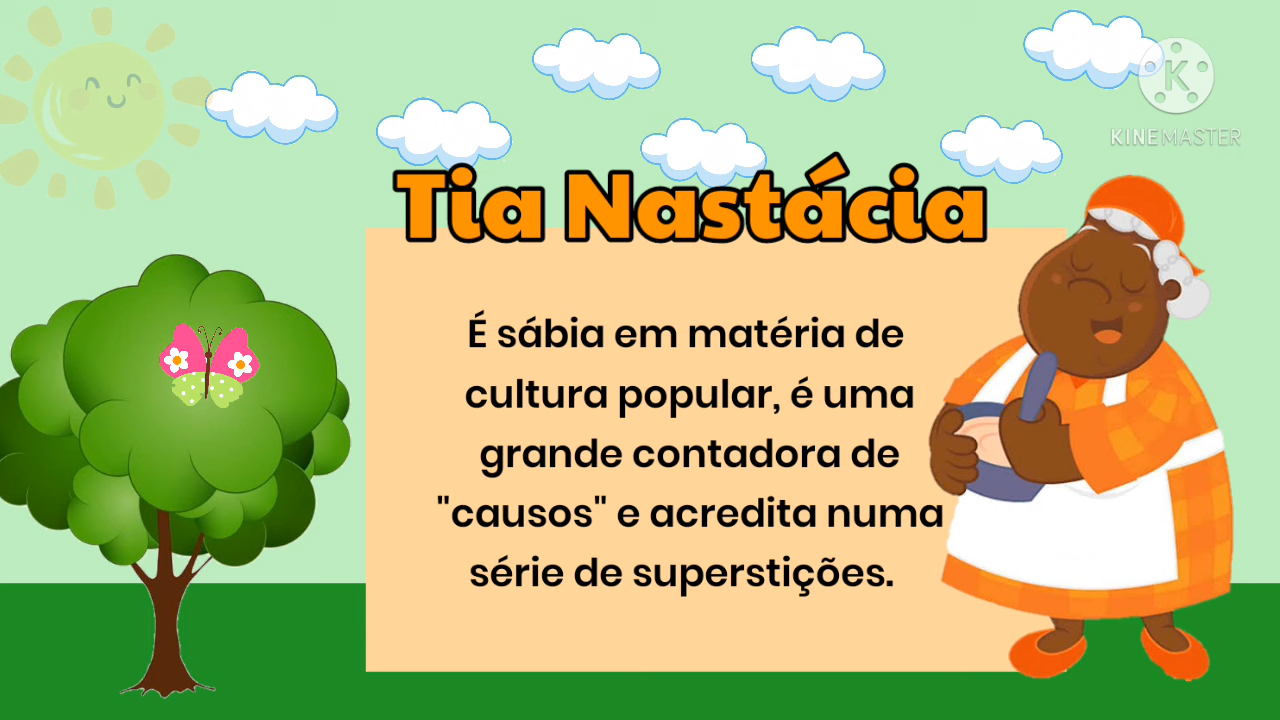 K
KINEMASTER
Tia Nastácia
É sábia em matéria de
cultura popular, é uma
grande contadora de
"causos" e acredita numa
série de superstições.